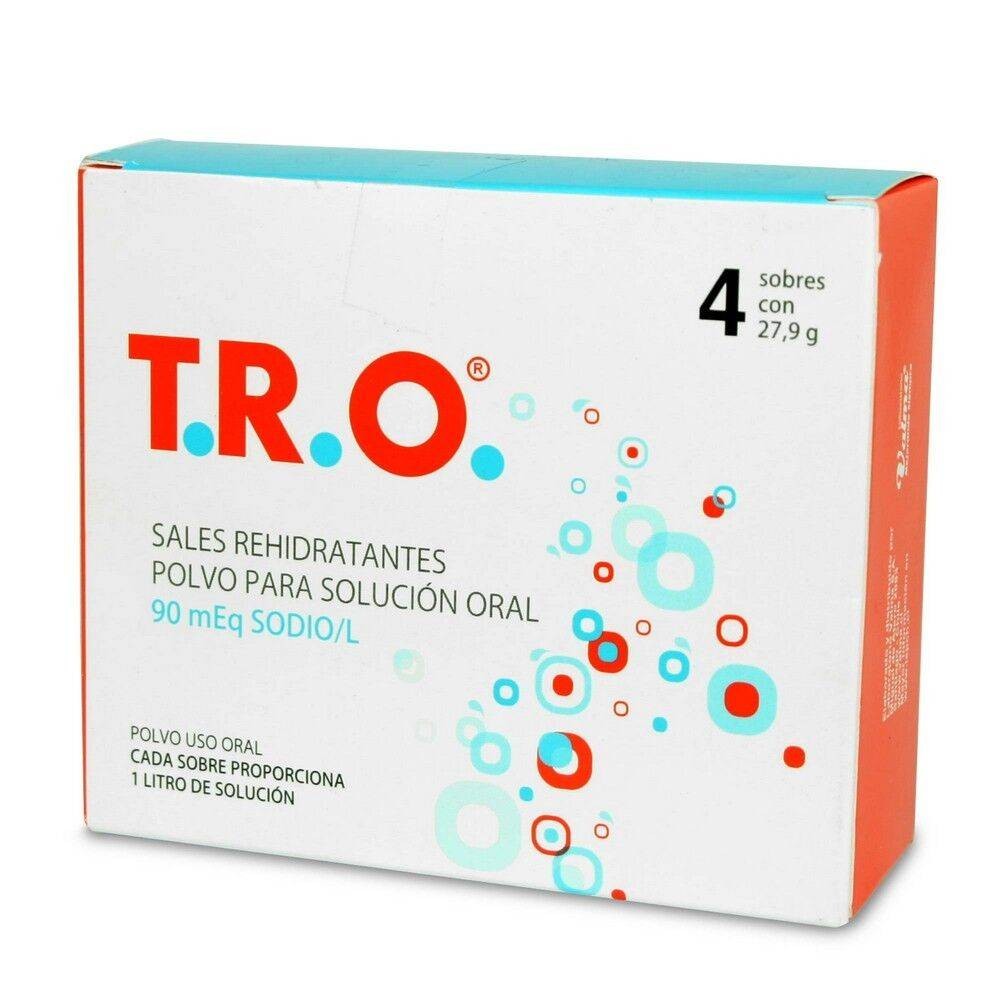 4 sobres
con
27,9 g
T.R.O.®
SALES REHIDRATANTES
POLVO PARA SOLUCIÓN ORAL
90 mEq SODIO/L
POLVO USO ORAL
CADA SOBRE PROPORCIONA
1 LITRO DE SOLUCIÓN
Valma